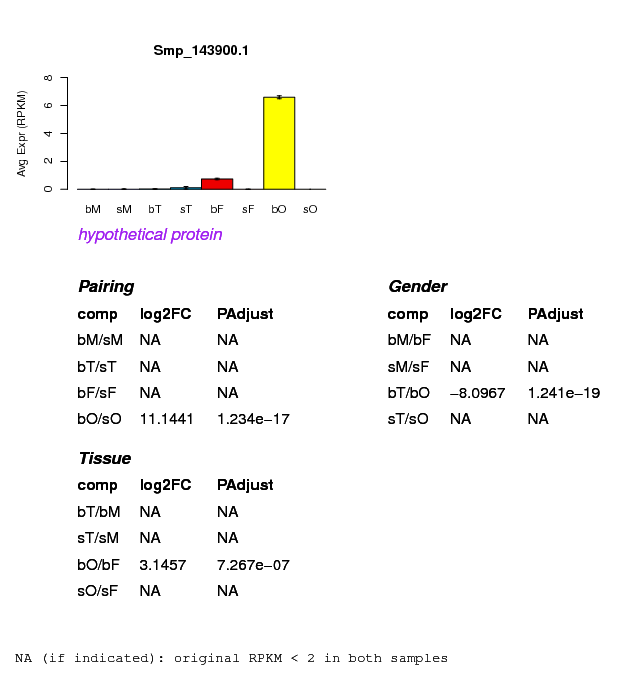 Smp_143900.1
Avg Expr (RPKM)
8
6
4
2
0
bM sM bT sT bF sF bO sO
hypothetical protein
Pairing
comp log2FC PAdjust
bM/sM NA NA
bT/sT NA NA
bF/sF NA NA
bO/sO 11.1441 1.234e−17
Gender
comp log2FC PAdjust
bM/bF NA NA
sM/sF NA NA
bT/bO −8.0967 1.241e−19
sT/sO NA NA
Tissue
comp log2FC PAdjust
bT/bM NA NA
sT/sM NA NA
bO/bF 3.1457 7.267e−07
sO/sF NA NA
NA (if indicated): original RPKM < 2 in both samples